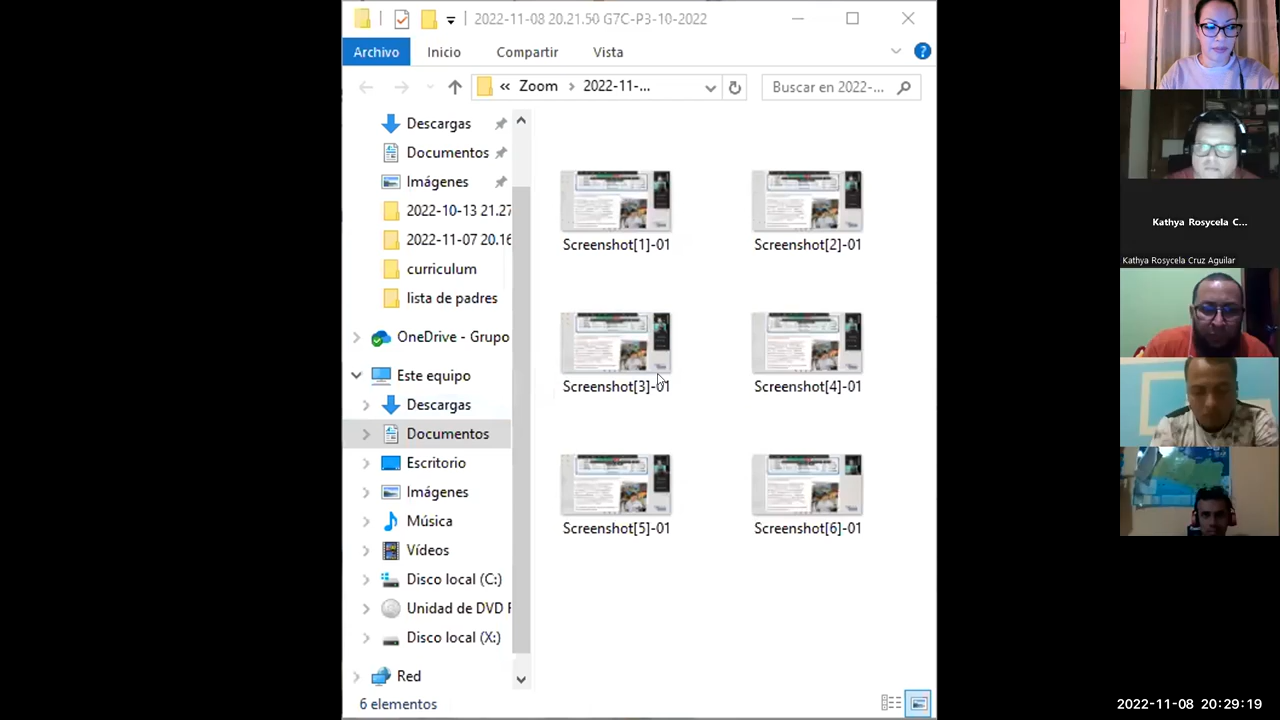 2022-11-08 20.21.50 G7C-P3-10-2022
Archivo
Inicio
Compartir
Vista
« Zoom > 2022-11-...
Buscar en 2022-...
Descargas
Documentos
Imágenes
2022-10-13 21.27
2022-11-07 20.16
curriculum
lista de padres
OneDrive - Grupo
Este equipo
Descargas
Documentos
Escritorio
Imágenes
Música
Vídeos
Disco local (C:)
Unidad de DVD
Disco local (X:)
Red
6 elementos
Screenshot[1]-01
Screenshot[2]-01
Screenshot[3]-01
Screenshot[4]-01
Screenshot[5]-01
Screenshot[6]-01
Kathya Rosycela C...
Kathya Rosycela Cruz Aguilar
2022-11-08 20:29:19